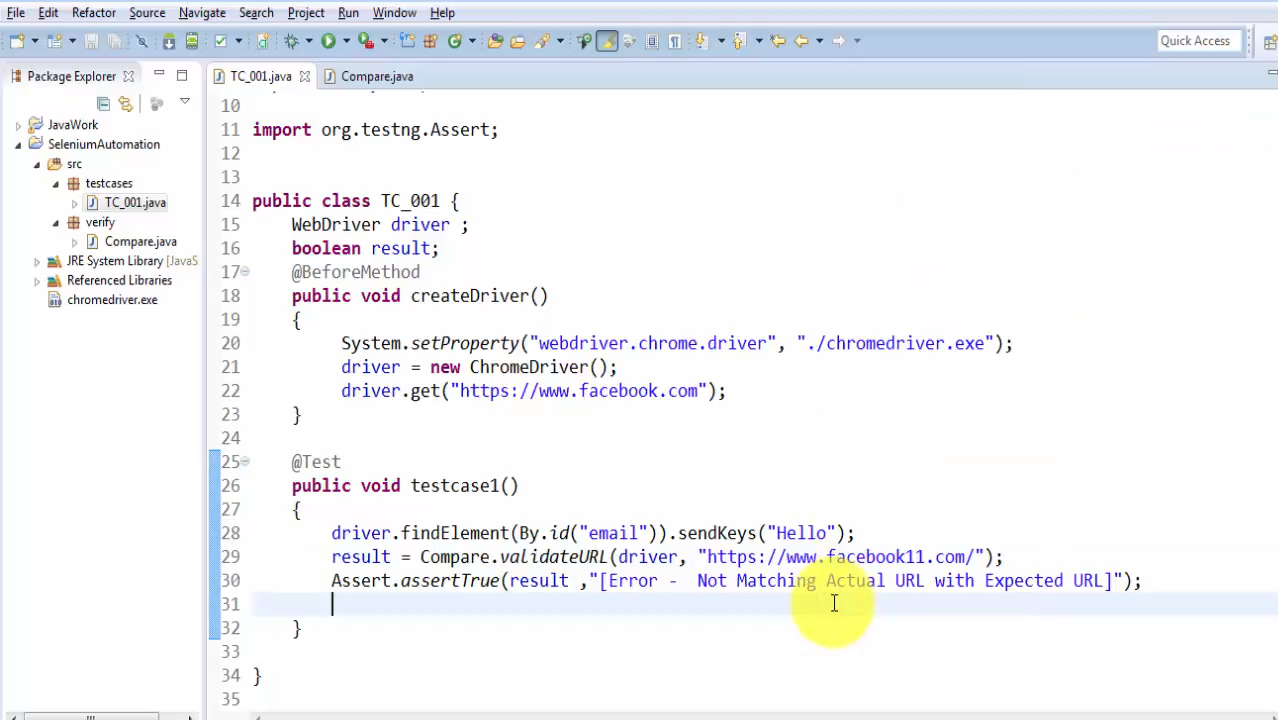 File Edit Refactor Source Navigate Search Project Run Window Help
Quick Access
Package Explorer
TC_001.java
Compare.java
JavaWork
SeleniumAutomation
src
testcases
TC_001.java
verify
Compare.java
JRE System Library [JavaS
Referenced Libraries
chromedriver.exe
10
11 import org.testng.Assert;
12
13
14 public class TC_001 {
15 WebDriver driver ;
16 boolean result;
17 @BeforeMethod
18 public void createDriver()
19 {
20 System.setProperty("webdriver.chrome.driver", "./chromedriver.exe");
21 driver = new ChromeDriver();
22 driver.get("https://www.facebook.com");
23 }
24
25 @Test
26 public void testcase1()
27 {
28 driver.findElement(By.id("email")).sendKeys("Hello");
29 result = Compare.validateURL(driver, "https://www.facebook11.com/");
30 Assert.assertTrue(result ,"[Error -  Not Matching Actual URL with Expected URL]");
31
32 }
33
34 }
35